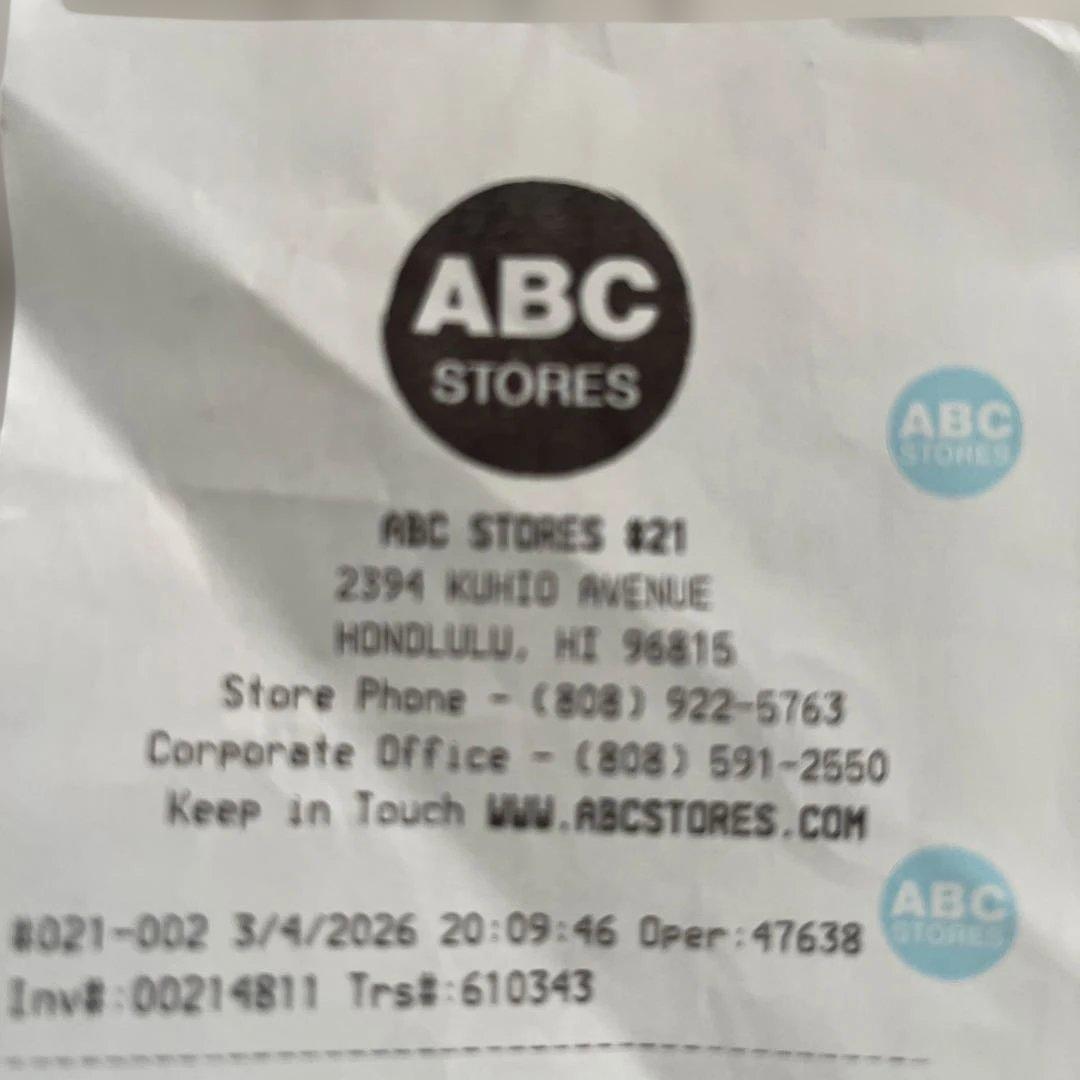 ABC
STORES
ABC
STORES
ABC STORES #21
2394 KUHIO AVENUE
HONOLULU, HI 96815
Store Phone - (808) 922-5763
Corporate Office - (808) 591-2550
Keep in Touch WWW.ABCSTORES.COM
ABC
STORES
#021-002 3/4/2026 20:09:46 Oper:47638
Inv#:00214811 Trs#:610343